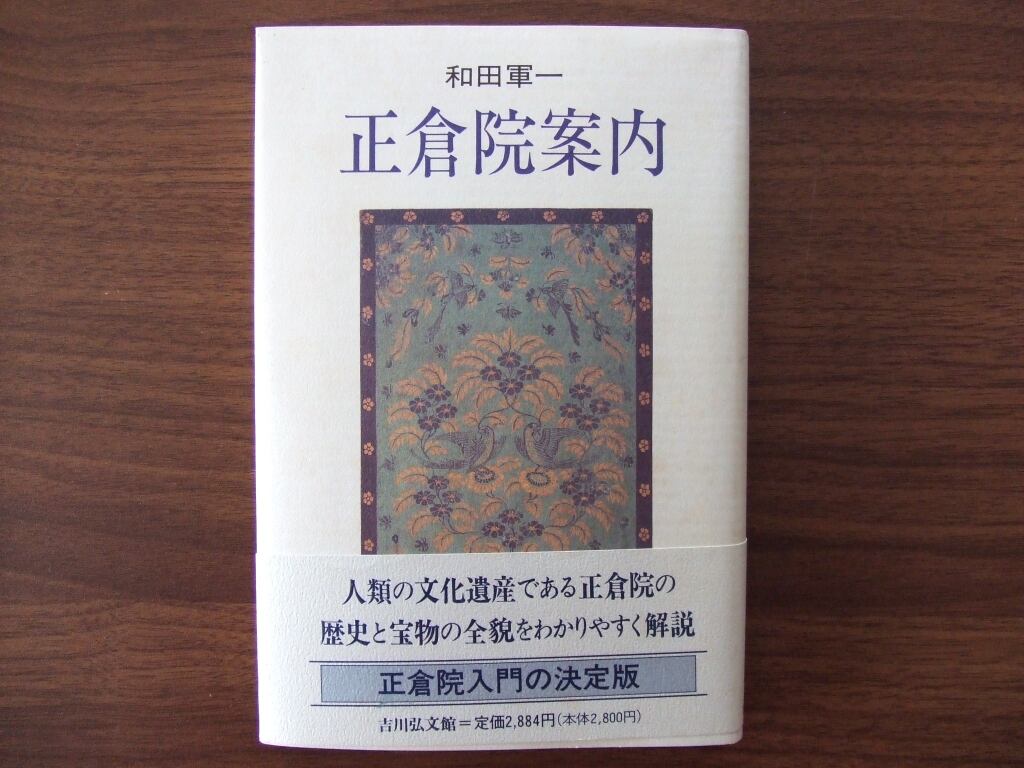 和田軍一
正倉院案内
人類の文化遺産である正倉院の
歴史と宝物の全貌をわかりやすく解説
正倉院入門の決定版
吉川弘文館=定価2,884円(本体2,800円)